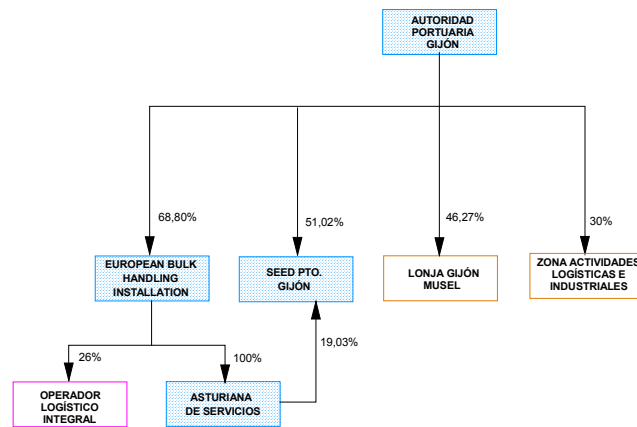 AUTORIDAD
PORTUARIA
GIJÓN
68,80%
51,02%
46,27%
30%
EUROPEAN BULK
HANDLING
INSTALLATION
SEED PTO.
GIJÓN
LONJA GIJÓN
MUSEL
ZONA ACTIVIDADES
LOGÍSTICAS E
INDUSTRIALES
26%
100%
19,03%
OPERADOR
LOGÍSTICO
INTEGRAL
ASTURIANA
DE SERVICIOS